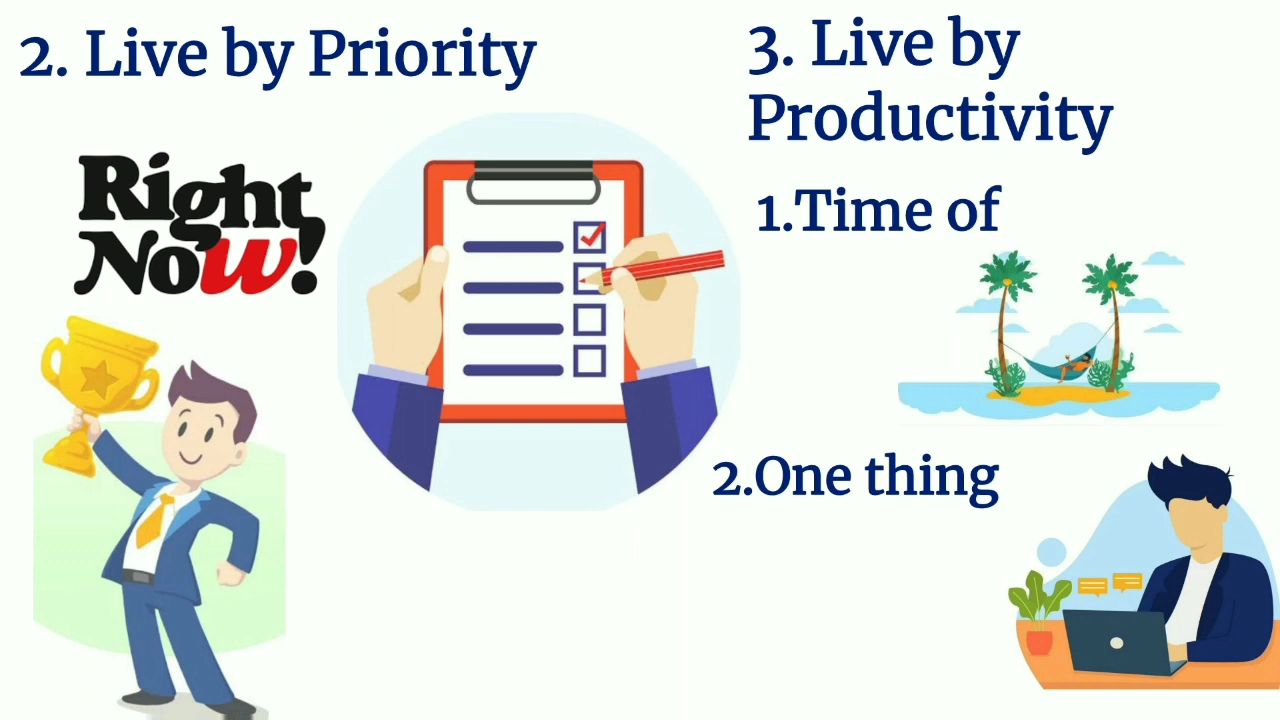 2. Live by Priority
Right
Now!
3. Live by
Productivity
1.Time of
2.One thing